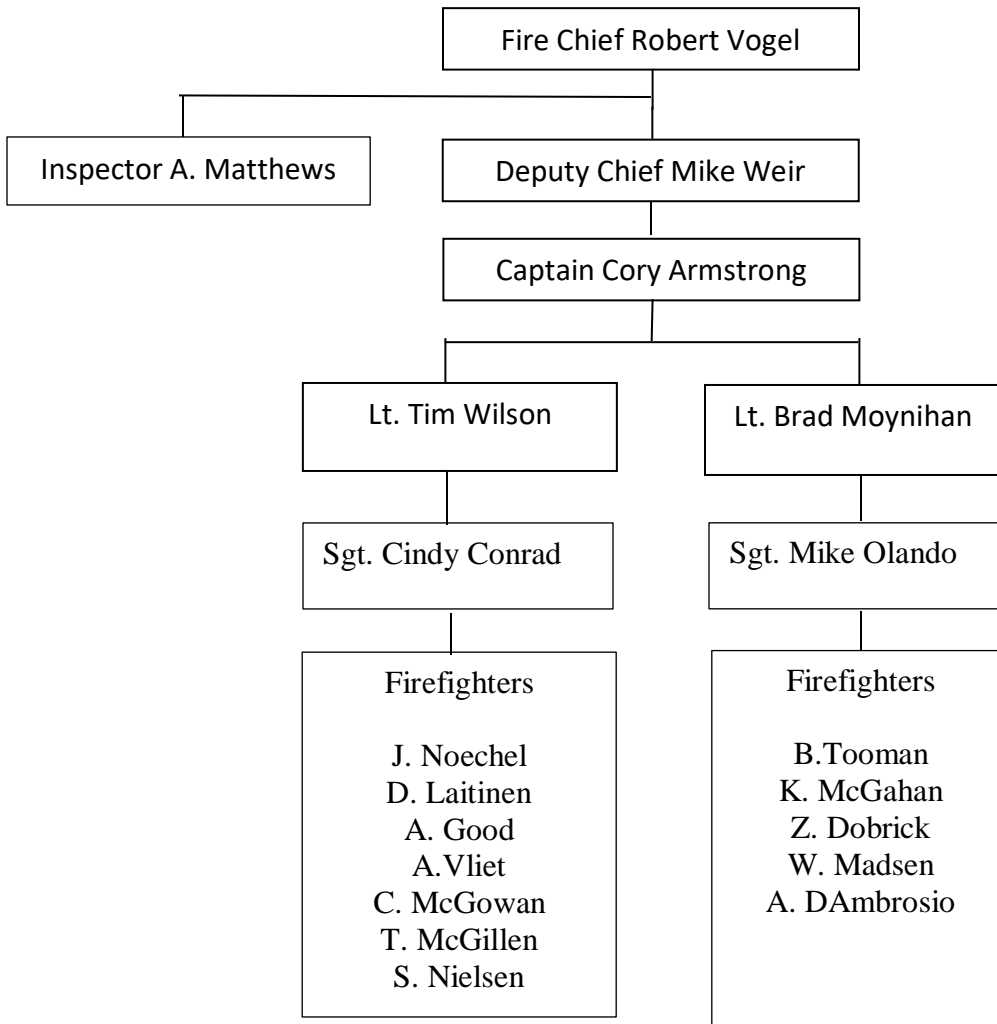 Fire Chief Robert Vogel
Inspector A. Matthews
Deputy Chief Mike Weir
Captain Cory Armstrong
Lt. Tim Wilson
Lt. Brad Moynihan
Sgt. Cindy Conrad
Sgt. Mike Olando
Firefighters
J. Noechel
D. Laitinen
A. Good
A.Vliet
C. McGowan
T. McGillen
S. Nielsen
Firefighters
B.Tooman
K. McGahan
Z. Dobrick
W. Madsen
A. DAmbrosio